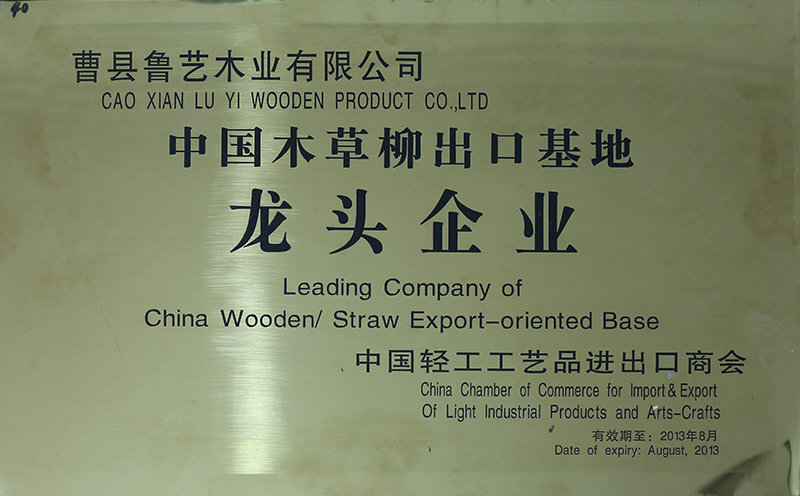 40
曹县鲁艺木业有限公司
CAO XIAN LU YI WOODEN PRODUCT CO.,LTD
中国木草柳出口基地
龙头企业
Leading Company of
China Wooden/ Straw Export-oriented Base
中国轻工工艺品进出口商会
China Chamber of Commerce for Import & Export
Of Light Industrial Products and Arts-Crafts
有效期至：2013年8月
Date of expiry: August, 2013